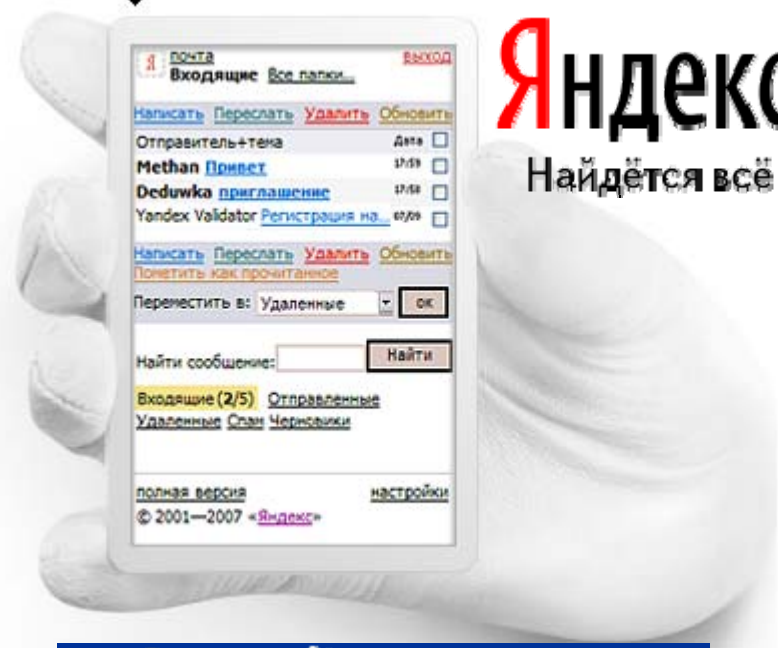 Яндекс
Найдётся всё
Я почта выход
Входящие Все папки...
Написать Переслать Удалить Обновить
Отправитель+тема Дата
Methan Привет 17:59
Deduwka приглашение 17:58
Yandex Validator Регистрация на... 07/09
Написать Переслать Удалить Обновить
Пометить как прочитанное
Переместить в: Удаленные ок
Найти сообщение: Найти
Входящие (2/5) Отправленные
Удаленные Спам Черновики
полная версия настройки
© 2001—2007 «Яндекс»